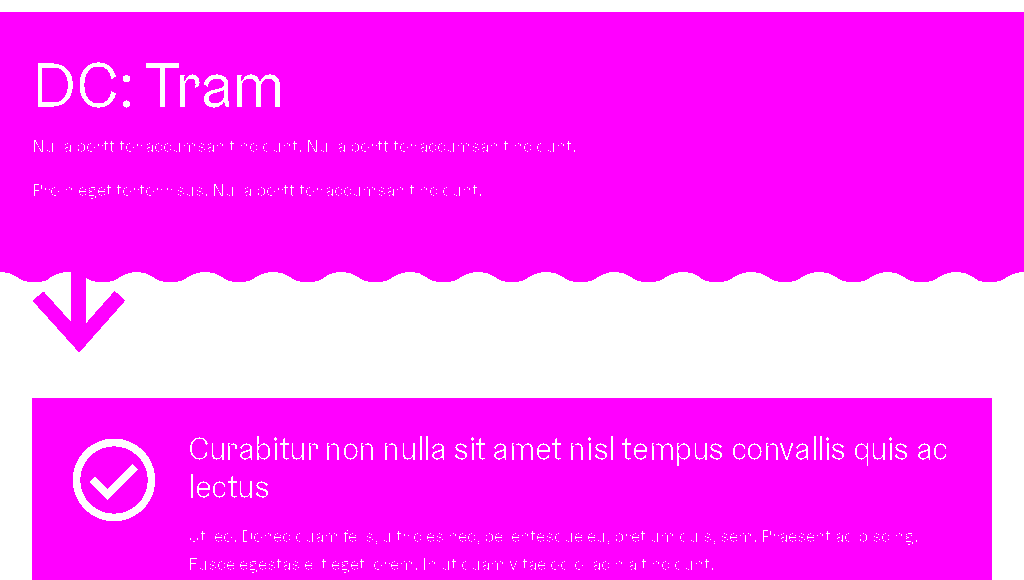 DC: Tram
Nulla porttitor accumsan tincidunt. Nulla porttitor accumsan tincidunt.
Proin eget tortor risus. Nulla porttitor accumsan tincidunt.
Curabitur non nulla sit amet nisl tempus convallis quis ac
lectus
Ut leo. Donec quam felis, ultricies nec, pellentesque eu, pretium quis, sem. Praesent adipiscing.
Fusce egestas elit eget lorem. In ut quam vitae odio lacinia tincidunt.